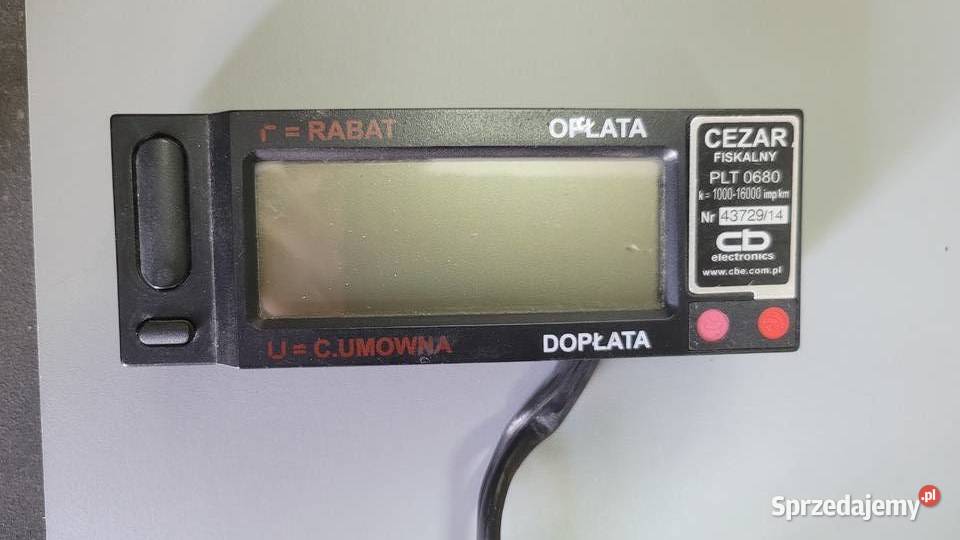 r = RABAT
OPŁATA
CEZAR
FISKALNY
PLT 0680
k = 1000-16000 imp/km
Nr 43729/14
cb
electronics
www.cbe.com.pl
U = C.UMOWNA
DOPŁATA
Sprzedajemy.pl